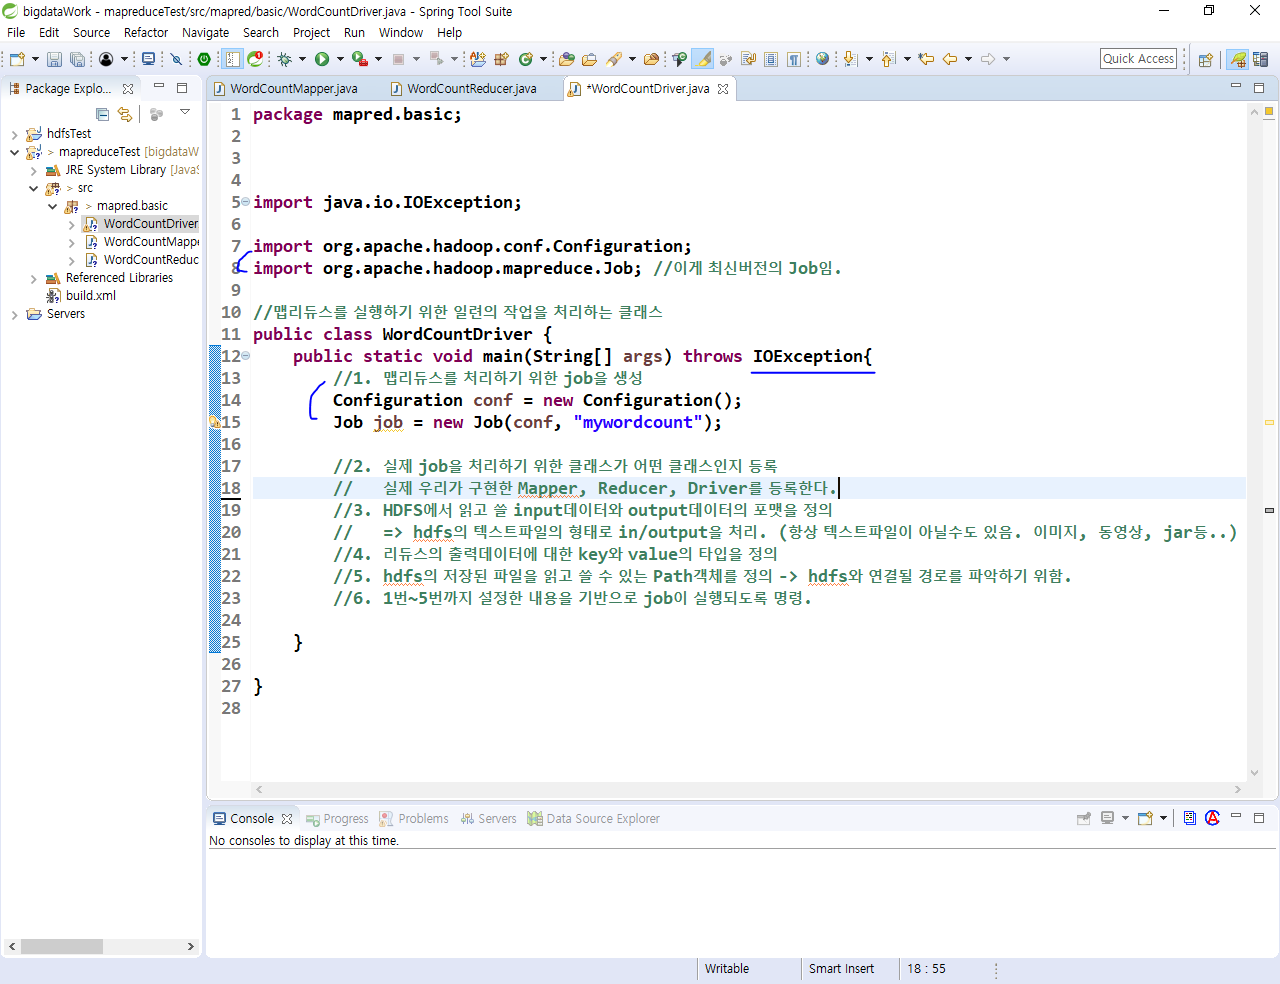 bigdataWork - mapreduceTest/src/mapred/basic/WordCountDriver.java - Spring Tool Suite
File Edit Source Refactor Navigate Search Project Run Window Help
Quick Access
Package Explo...
WordCountMapper.java
WordCountReducer.java
*WordCountDriver.java
hdfsTest
> mapreduceTest [bigdataW
JRE System Library [JavaS
> src
> mapred.basic
WordCountDriver
WordCountMappe
WordCountReduc
Referenced Libraries
build.xml
Servers
1 package mapred.basic;
2
3
4
5 import java.io.IOException;
6
7 import org.apache.hadoop.conf.Configuration;
8 import org.apache.hadoop.mapreduce.Job; //이게 최신버전의 Job임.
9
10 //맵리듀스를 실행하기 위한 일련의 작업을 처리하는 클래스
11 public class WordCountDriver {
12 public static void main(String[] args) throws IOException{
13 //1. 맵리듀스를 처리하기 위한 job을 생성
14 Configuration conf = new Configuration();
15 Job job = new Job(conf, "mywordcount");
16
17 //2. 실제 job을 처리하기 위한 클래스가 어떤 클래스인지 등록
18 // 실제 우리가 구현한 Mapper, Reducer, Driver를 등록한다.
19 //3. HDFS에서 읽고 쓸 input데이터와 output데이터의 포맷을 정의
20 // => hdfs의 텍스트파일의 형태로 in/output을 처리. (항상 텍스트파일이 아닐수도 있음. 이미지, 동영상, jar등..)
21 //4. 리듀스의 출력데이터에 대한 key와 value의 타입을 정의
22 //5. hdfs의 저장된 파일을 읽고 쓸 수 있는 Path객체를 정의 -> hdfs와 연결될 경로를 파악하기 위함.
23 //6. 1번~5번까지 설정한 내용을 기반으로 job이 실행되도록 명령.
24
25 }
26
27 }
28
Console Progress Problems Servers Data Source Explorer
No consoles to display at this time.
Writable Smart Insert 18 : 55